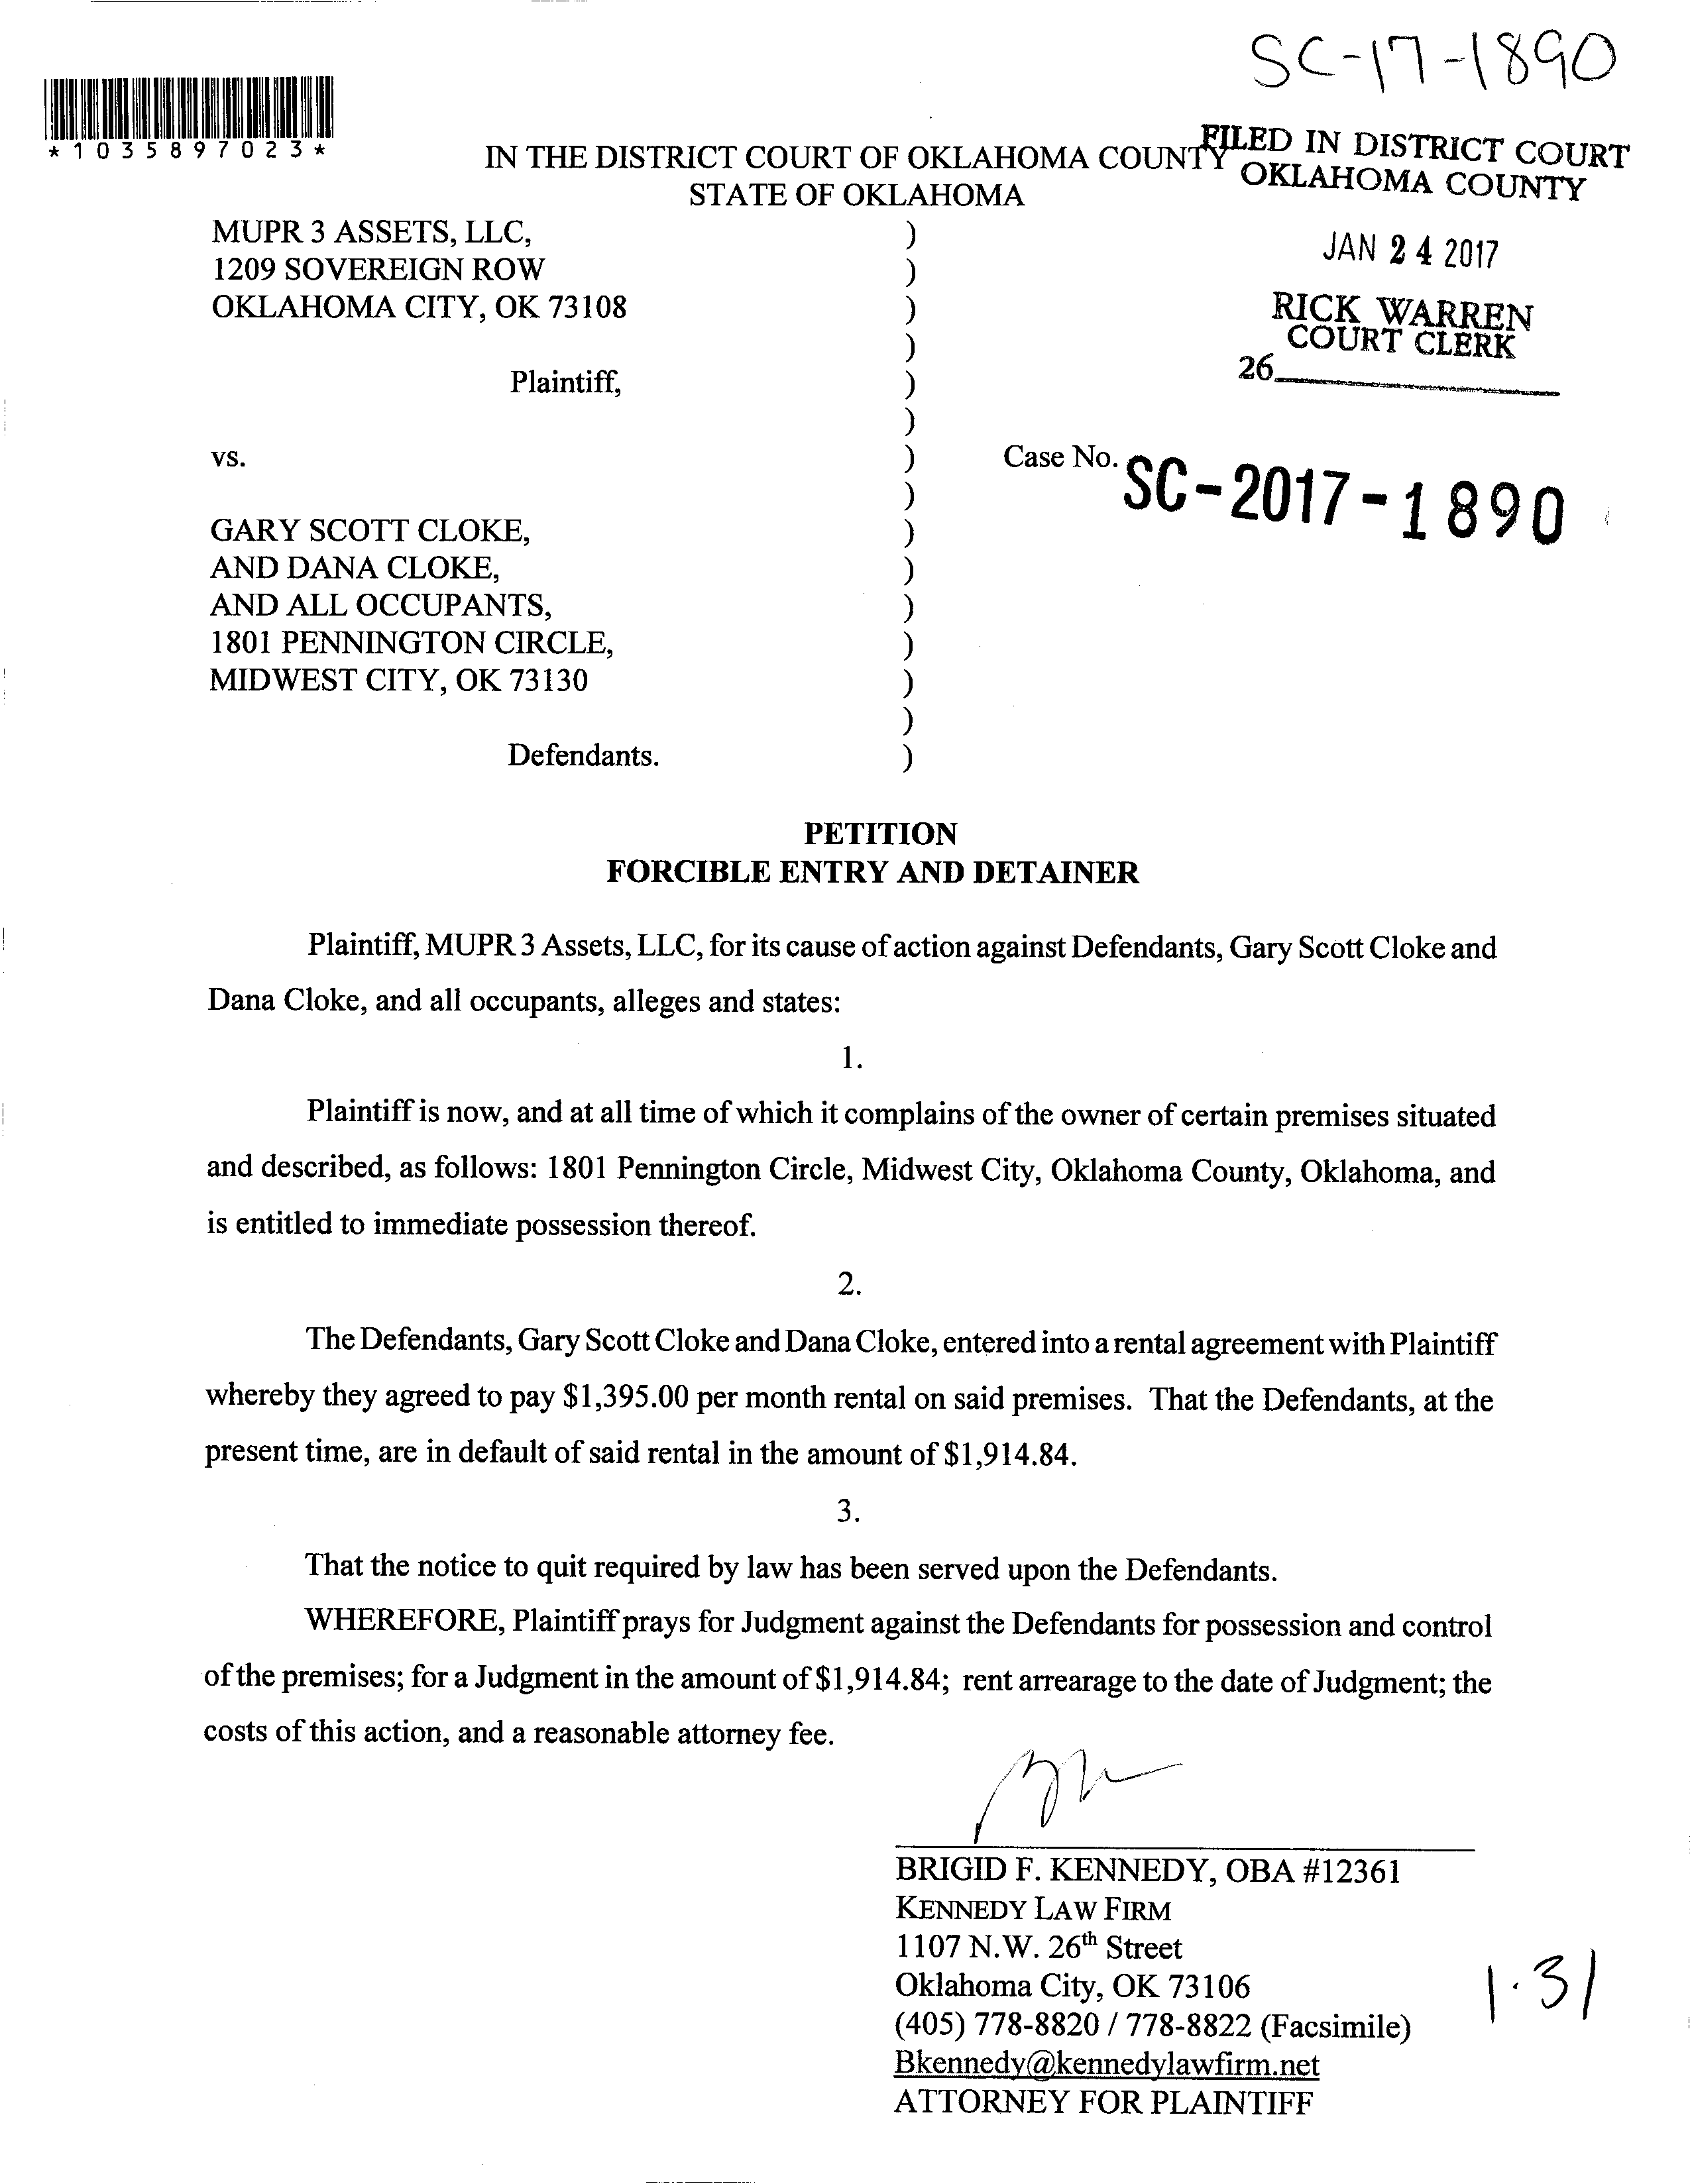 SC-17-1890
*1035897023*
FILED IN DISTRICT COURT
OKLAHOMA COUNTY
JAN 24 2017
RICK WARREN
COURT CLERK
26
IN THE DISTRICT COURT OF OKLAHOMA COUNTY
STATE OF OKLAHOMA
MUPR 3 ASSETS, LLC, )
1209 SOVEREIGN ROW )
OKLAHOMA CITY, OK 73108 )
)
Plaintiff, )
)
vs. ) Case No. SC-2017-1890
)
GARY SCOTT CLOKE, )
AND DANA CLOKE, )
AND ALL OCCUPANTS, )
1801 PENNINGTON CIRCLE, )
MIDWEST CITY, OK 73130 )
)
Defendants. )
PETITION
FORCIBLE ENTRY AND DETAINER
Plaintiff, MUPR 3 Assets, LLC, for its cause of action against Defendants, Gary Scott Cloke and
Dana Cloke, and all occupants, alleges and states:
1.
Plaintiff is now, and at all time of which it complains of the owner of certain premises situated
and described, as follows: 1801 Pennington Circle, Midwest City, Oklahoma County, Oklahoma, and
is entitled to immediate possession thereof.
2.
The Defendants, Gary Scott Cloke and Dana Cloke, entered into a rental agreement with Plaintiff
whereby they agreed to pay $1,395.00 per month rental on said premises. That the Defendants, at the
present time, are in default of said rental in the amount of $1,914.84.
3.
That the notice to quit required by law has been served upon the Defendants.
WHEREFORE, Plaintiff prays for Judgment against the Defendants for possession and control
of the premises; for a Judgment in the amount of $1,914.84; rent arrearage to the date of Judgment; the
costs of this action, and a reasonable attorney fee.
BRIGID F. KENNEDY, OBA #12361
KENNEDY LAW FIRM
1107 N.W. 26th Street
Oklahoma City, OK 73106
(405) 778-8820 / 778-8822 (Facsimile)
Bkennedy@kennedylawfirm.net
ATTORNEY FOR PLAINTIFF
1.31